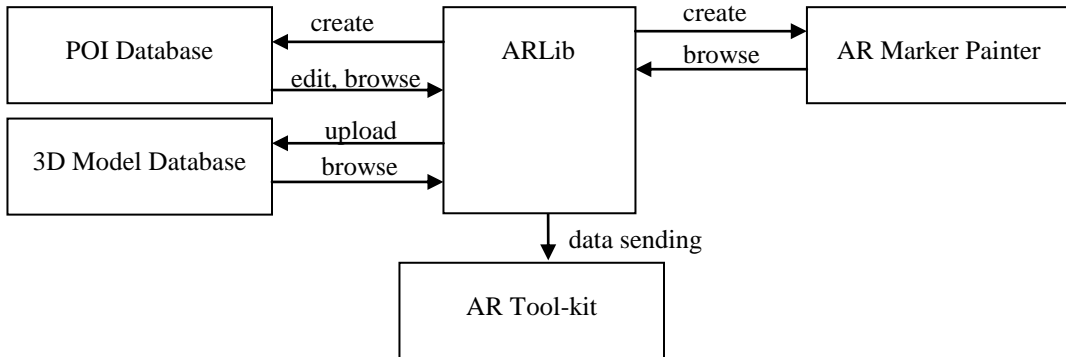 POI Database
create
edit, browse
ARLib
create
browse
AR Marker Painter
3D Model Database
upload
browse
data sending
AR Tool-kit